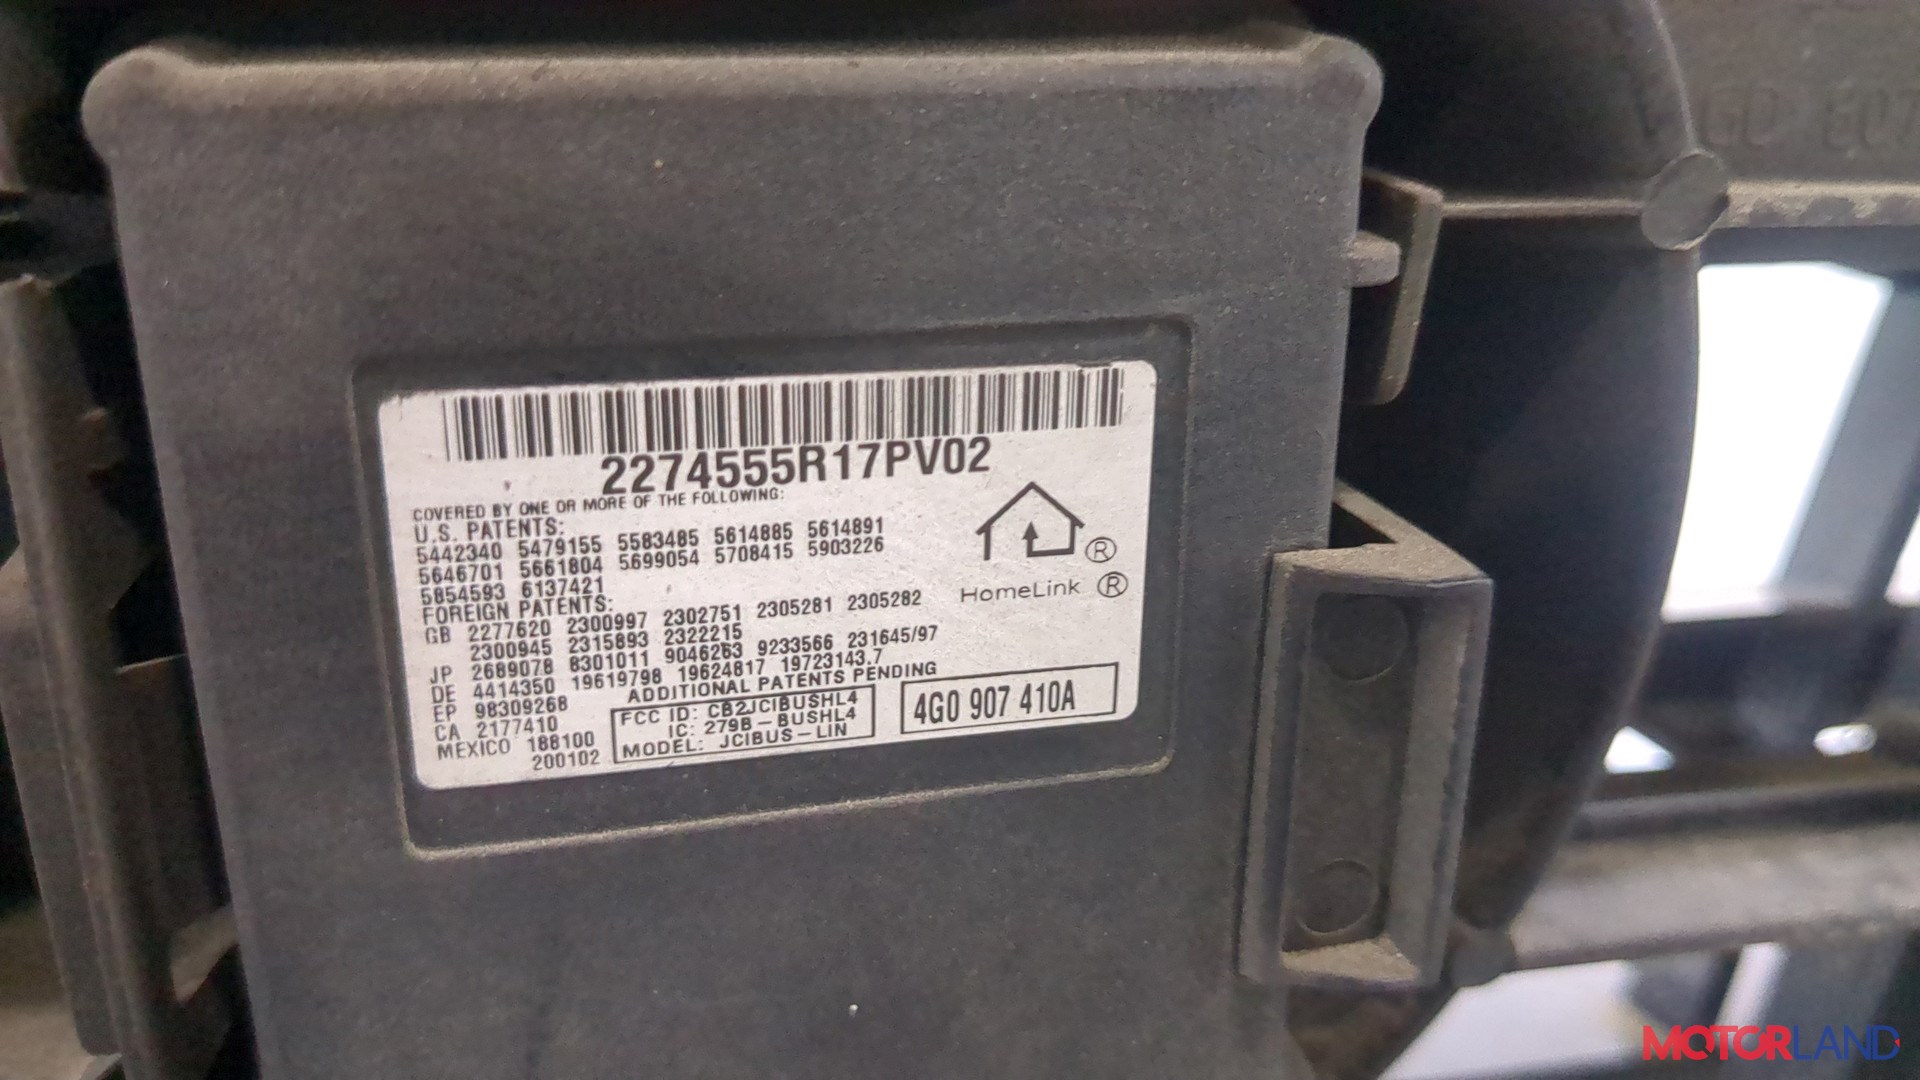 2274555R17PV02
COVERED BY ONE OR MORE OF THE FOLLOWING:
U.S. PATENTS:
5442340 5479155 5583485 5614885 5614891
5646701 5661804 5699054 5708415 5903226
5854593 6137421
FOREIGN PATENTS:
GB 2277620 2300997 2302751 2305281 2305282
2300945 2315893 2322215
JP 2689078 8301011 9046263 9233566 231645/97
DE 4414350 19619798 19624817 19723143.7
EP 98309268
CA 2177410
MEXICO 188100
200102
ADDITIONAL PATENTS PENDING
FCC ID: CB2JCIBUSHL4
IC: 279B-BUSHL4
MODEL: JCIBUS-LIN
4G0 907 410A
® 
HomeLink ®
MOTORLAND